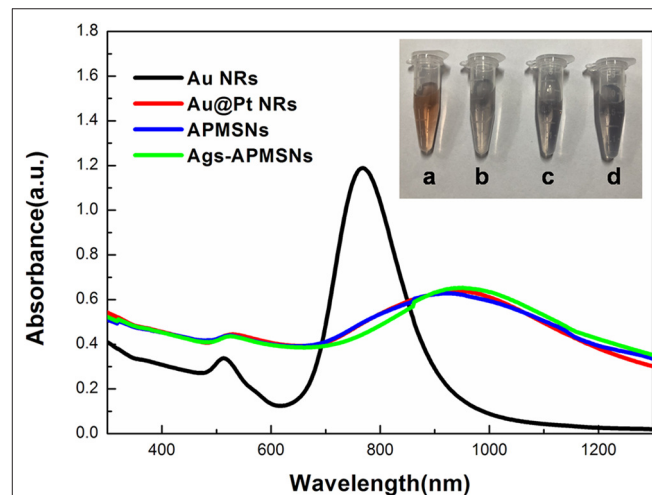 1.8
1.6
1.4
1.2
1.0
0.8
0.6
0.4
0.2
0.0
Absorbance(a.u.)
Au NRs
Au@Pt NRs
APMSNs
Ags-APMSNs
a b c d
400 600 800 1000 1200
Wavelength(nm)